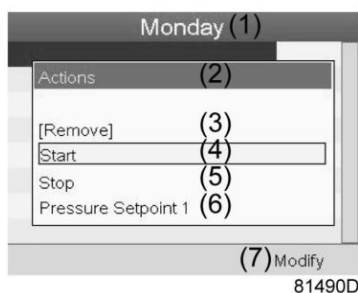 Monday (1)
Actions (2)
[Remove] (3)
Start (4)
Stop (5)
Pressure Setpoint 1 (6)
(7) Modify
81490D